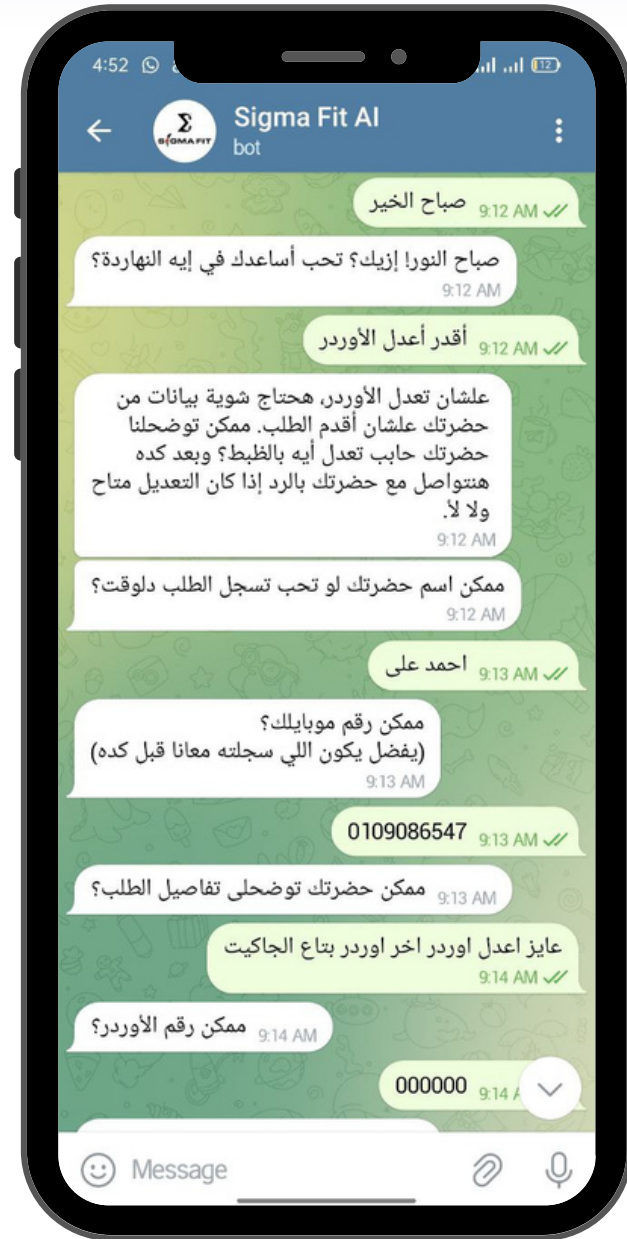 4:52
12
Σ
SIGMA FIT
Sigma Fit AI
bot
صباح الخير
9:12 AM
صباح النور! إزيك؟ تحب أساعدك في إيه النهاردة؟
9:12 AM
أقدر أعدل الأوردر
9:12 AM
علشان تعدل الأوردر، هحتاج شوية بيانات من
حضرتك علشان أقدم الطلب. ممكن توضحلنا
حضرتك حابب تعدل أيه بالظبط؟ وبعد كده
هنتواصل مع حضرتك بالرد إذا كان التعديل متاح
ولا لأ.
9:12 AM
ممكن اسم حضرتك لو تحب تسجل الطلب دلوقت؟
9:12 AM
احمد على
9:13 AM
ممكن رقم موبايلك؟
(يفضل يكون اللي سجلته معانا قبل كده)
9:13 AM
0109086547
9:13 AM
ممكن حضرتك توضحلى تفاصيل الطلب؟
9:13 AM
عايز اعدل اوردر اخر اوردر بتاع الجاكيت
9:14 AM
ممكن رقم الأوردر؟
9:14 AM
000000
9:14
Message